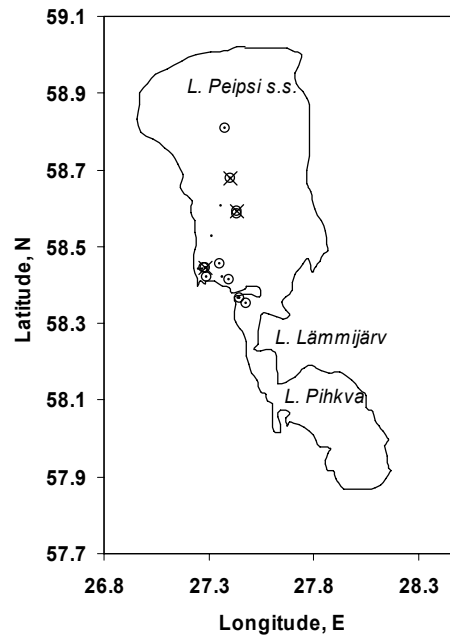 59.1
58.9
58.7
58.5
58.3
58.1
57.9
57.7
Latitude, N
L. Peipsi s.s.
L. Lämmijärv
L. Pihkva
26.8 27.3 27.8 28.3
Longitude, E